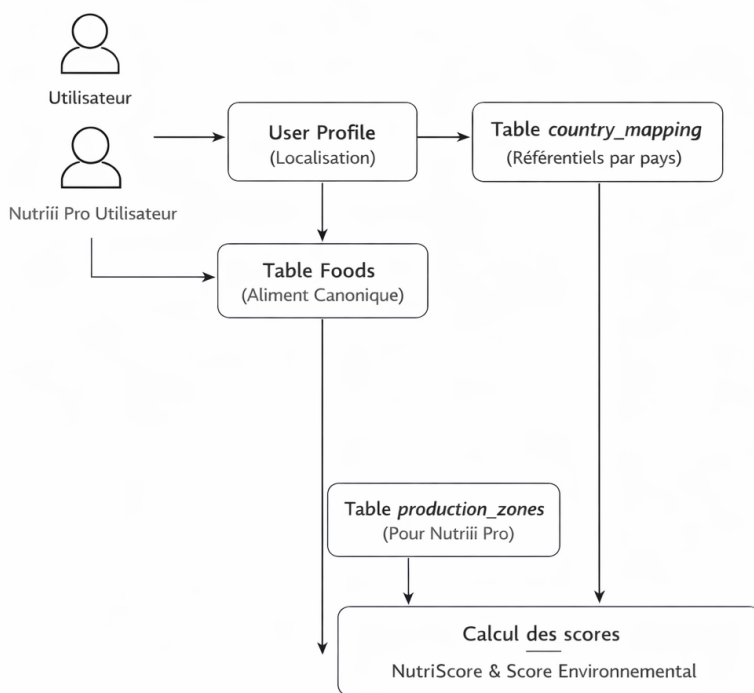 Utilisateur
User Profile
(Localisation)
Table country_mapping
(Référentiels par pays)
Nutriii Pro Utilisateur
Table Foods
(Aliment Canonique)
Table production_zones
(Pour Nutriii Pro)
Calcul des scores
NutriScore & Score Environnemental